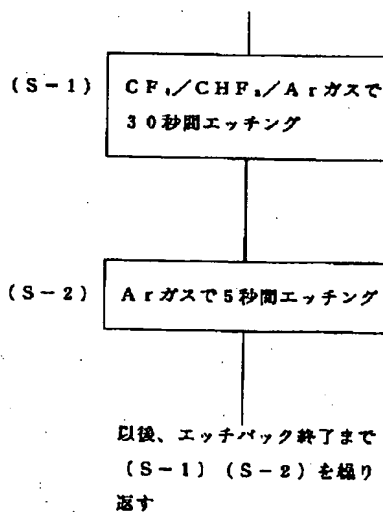 (S-1)
CF₄/CHF₃/Arガスで
30秒間エッチング
(S-2)
Arガスで5秒間エッチング
以後、エッチバック終了まで
(S-1)(S-2)を繰り
返す